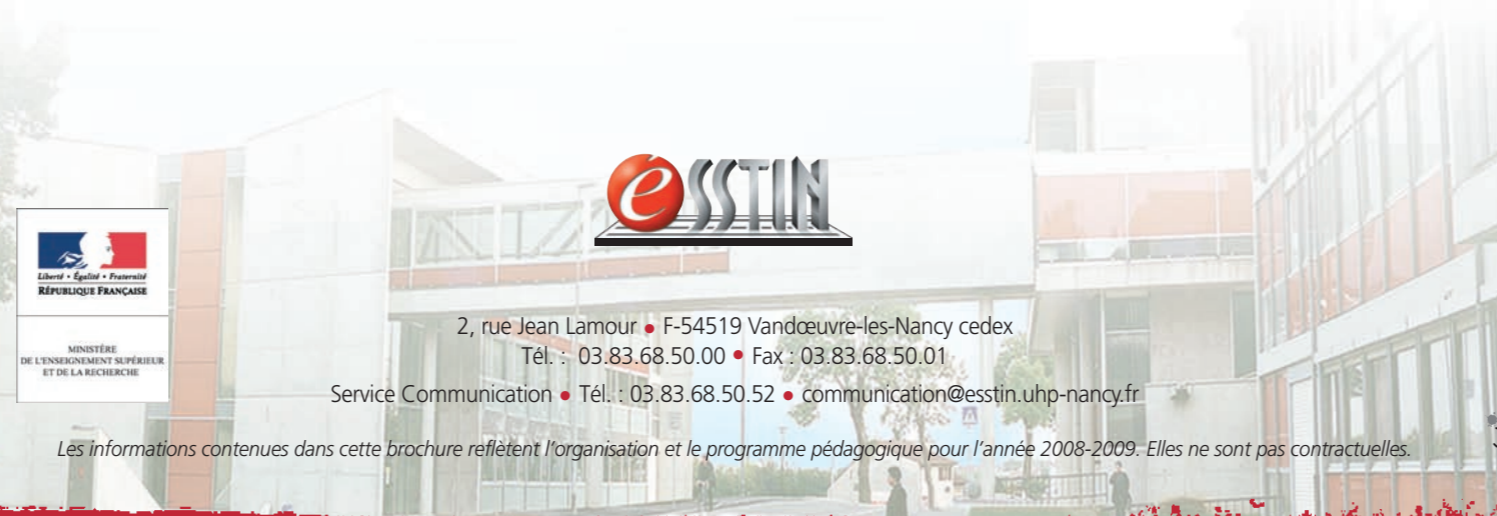 éSSTIN
Liberté • Égalité • Fraternité
RÉPUBLIQUE FRANÇAISE
MINISTÈRE
DE L'ENSEIGNEMENT SUPÉRIEUR
ET DE LA RECHERCHE
2, rue Jean Lamour • F-54519 Vandœuvre-les-Nancy cedex
Tél. : 03.83.68.50.00 • Fax : 03.83.68.50.01
Service Communication • Tél. : 03.83.68.50.52 • communication@esstin.uhp-nancy.fr
Les informations contenues dans cette brochure reflètent l'organisation et le programme pédagogique pour l'année 2008-2009. Elles ne sont pas contractuelles.